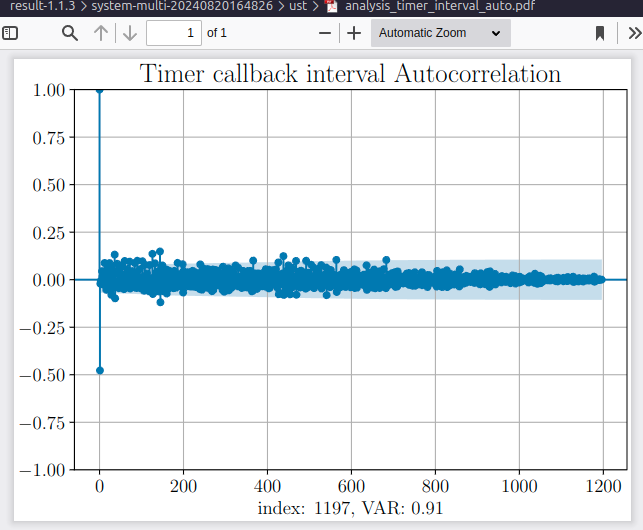 result-1.1.3 > system-multi-20240820164826 > ust > analysis_timer_interval_auto.pdf
1 of 1 Automatic Zoom
Timer callback interval Autocorrelation
1.00
0.75
0.50
0.25
0.00
−0.25
−0.50
−0.75
−1.00
0 200 400 600 800 1000 1200
index: 1197, VAR: 0.91